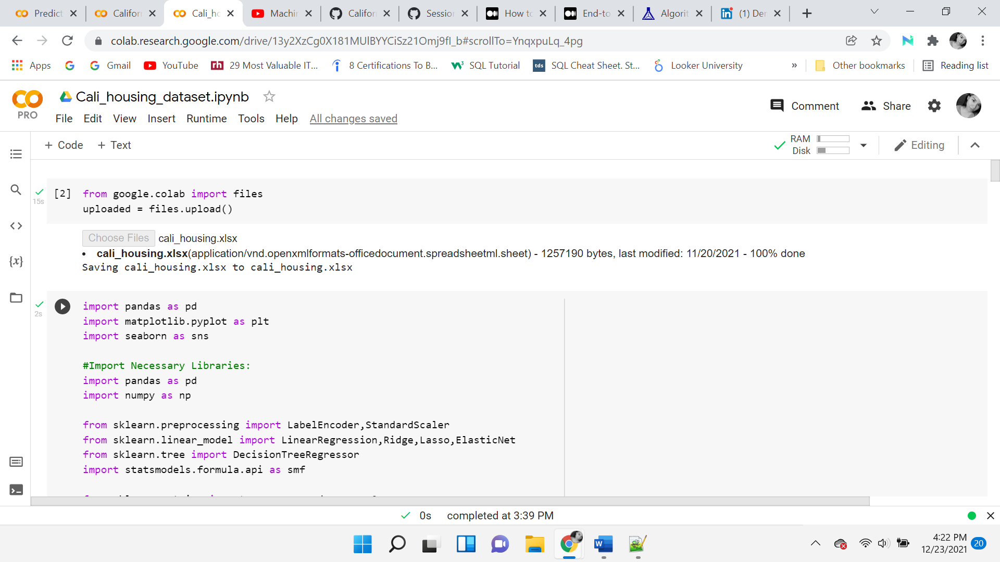 Predict
Califor
Cali_ho
Machin
Califor
Session
How to
End-to
Algorit
(1) Der
colab.research.google.com/drive/13y2XzCg0X181MUlBYYCiSz21Omj9fI_b#scrollTo=YnqxpuLq_4pg
Apps
Gmail
YouTube
rh 29 Most Valuable IT...
8 Certifications To B...
SQL Tutorial
tds SQL Cheat Sheet. St...
Looker University
»
Other bookmarks
Reading list
PRO
Cali_housing_dataset.ipynb
Comment
Share
File Edit View Insert Runtime Tools Help All changes saved
+ Code + Text
RAM
Disk
Editing
15s
[2] from google.colab import files
uploaded = files.upload()
Choose Files cali_housing.xlsx
• cali_housing.xlsx(application/vnd.openxmlformats-officedocument.spreadsheetml.sheet) - 1257190 bytes, last modified: 11/20/2021 - 100% done
Saving cali_housing.xlsx to cali_housing.xlsx
{x}
2s
import pandas as pd
import matplotlib.pyplot as plt
import seaborn as sns
#Import Necessary Libraries:
import pandas as pd
import numpy as np
from sklearn.preprocessing import LabelEncoder,StandardScaler
from sklearn.linear_model import LinearRegression,Ridge,Lasso,ElasticNet
from sklearn.tree import DecisionTreeRegressor
import statsmodels.formula.api as smf
0s completed at 3:39 PM
4:22 PM
12/23/2021
20